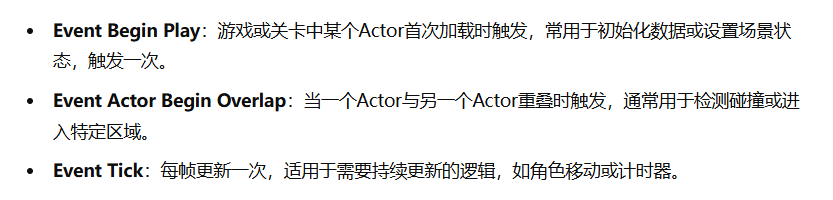 • Event Begin Play：游戏或关卡中某个Actor首次加载时触发，常用于初始化数据或设置场景状
态，触发一次。
• Event Actor Begin Overlap：当一个Actor与另一个Actor重叠时触发，通常用于检测碰撞或进
入特定区域。
• Event Tick：每帧更新一次，适用于需要持续更新的逻辑，如角色移动或计时器。